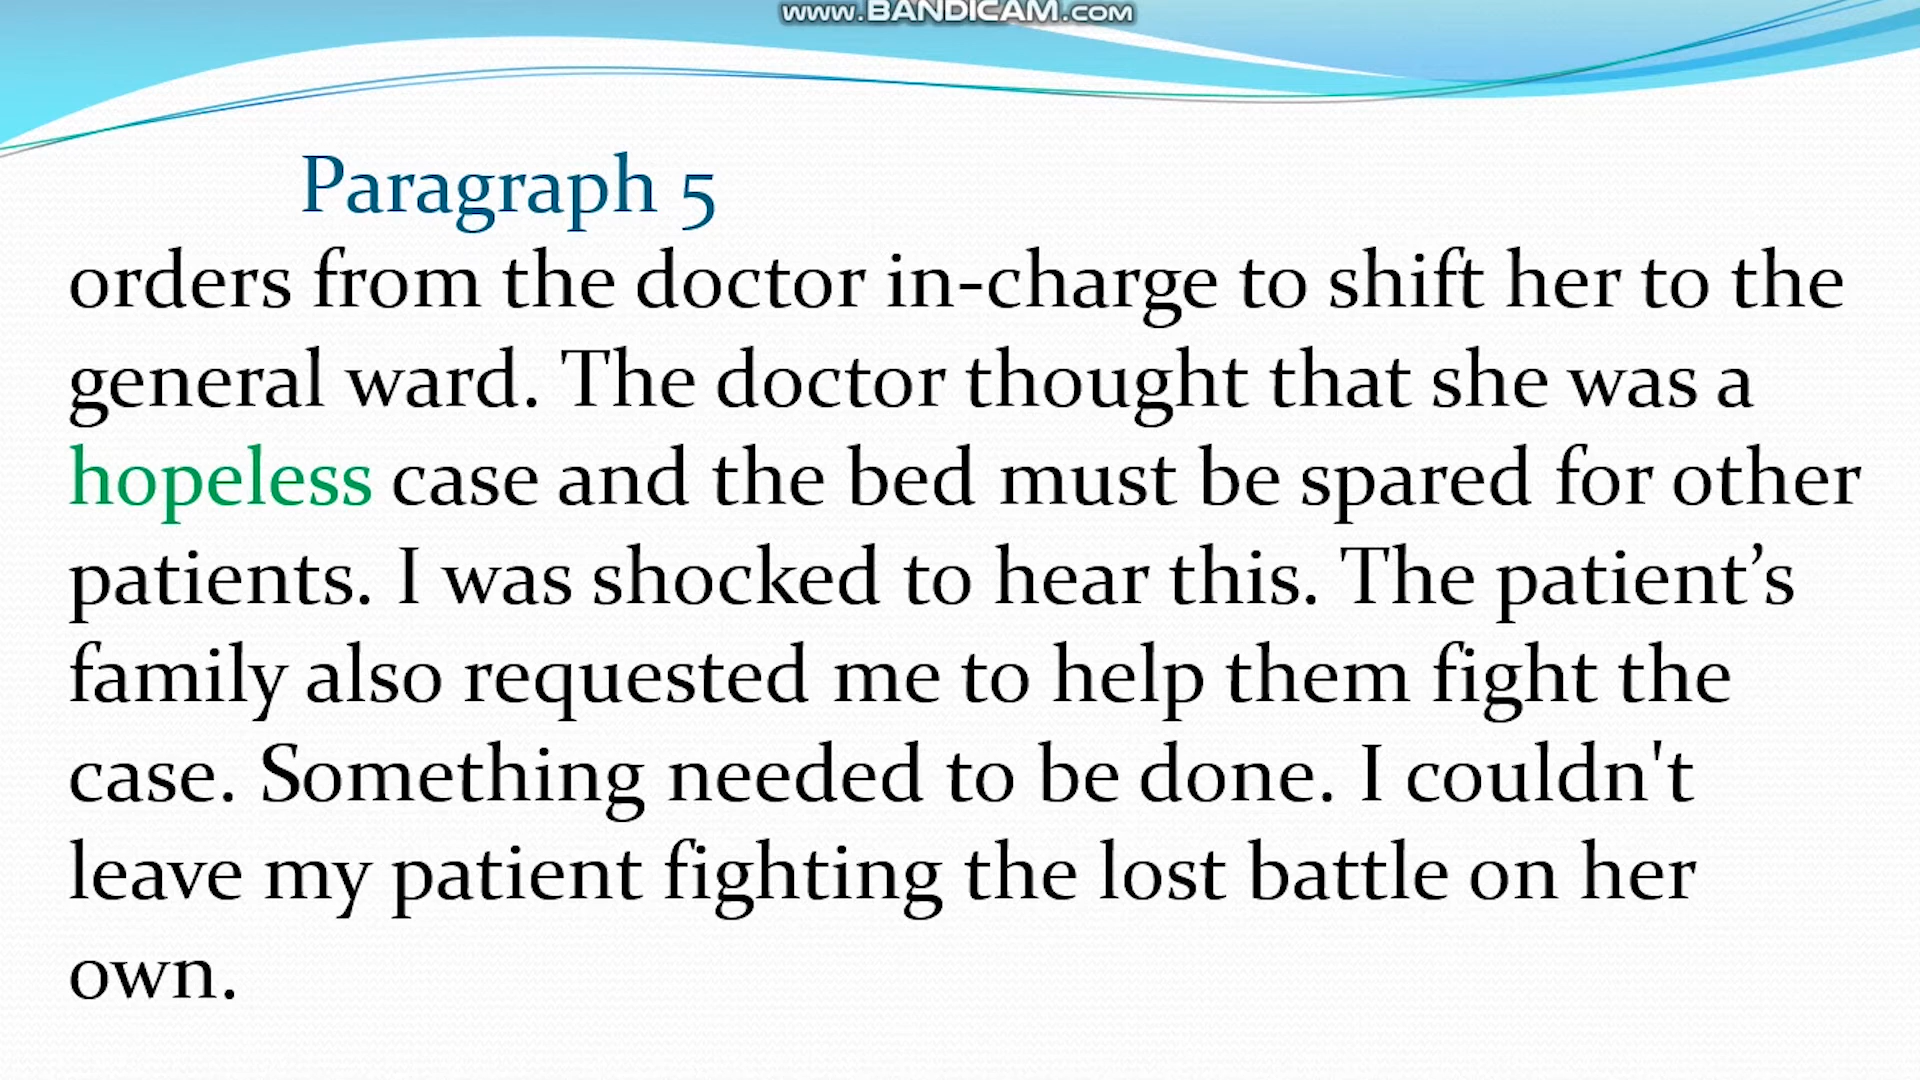 www.BANDICAM.com
Paragraph 5
orders from the doctor in-charge to shift her to the
general ward. The doctor thought that she was a
hopeless case and the bed must be spared for other
patients. I was shocked to hear this. The patient’s
family also requested me to help them fight the
case. Something needed to be done. I couldn't
leave my patient fighting the lost battle on her
own.